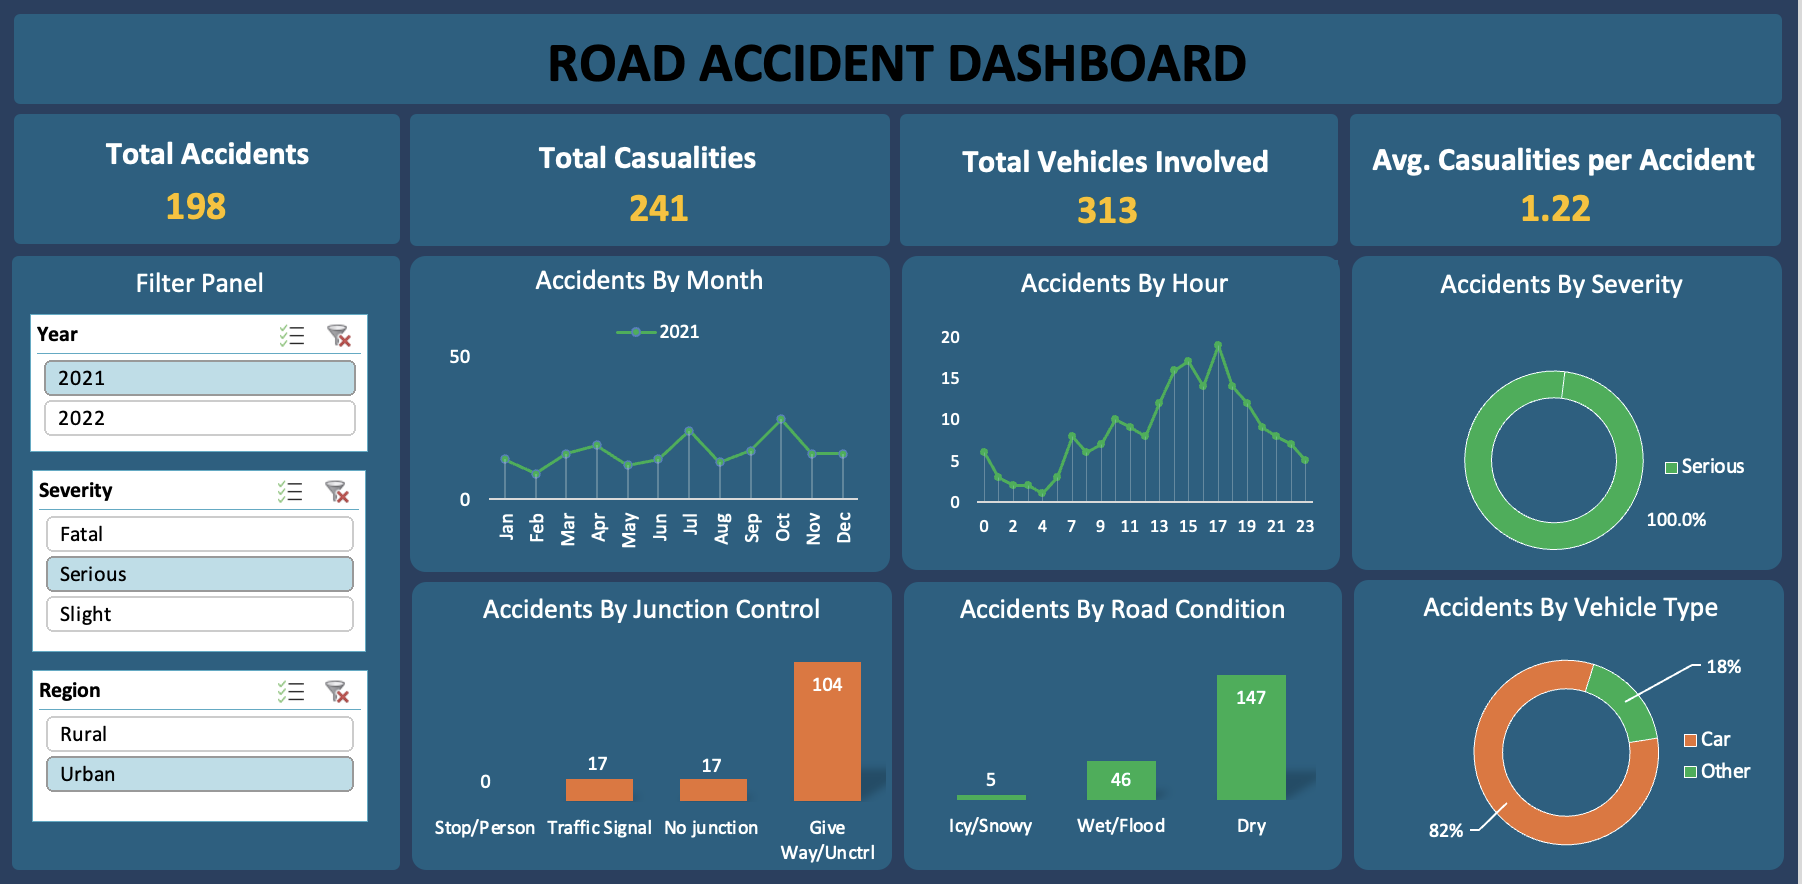 ROAD ACCIDENT DASHBOARD
Total Accidents
198
Total Casualities
241
Total Vehicles Involved
313
Avg. Casualities per Accident
1.22
Filter Panel
Year
2021
2022
Severity
Fatal
Serious
Slight
Region
Rural
Urban
Accidents By Month
2021
50
0
Jan Feb Mar Apr May Jun Jul Aug Sep Oct Nov Dec
Accidents By Hour
20
15
10
5
0
0 2 4 7 9 11 13 15 17 19 21 23
Accidents By Severity
Serious
100.0%
Accidents By Junction Control
104
17
17
0
Stop/Person Traffic Signal No junction Give
Way/Unctrl
Accidents By Road Condition
147
46
5
Icy/Snowy Wet/Flood Dry
Accidents By Vehicle Type
18%
Car
Other
82%